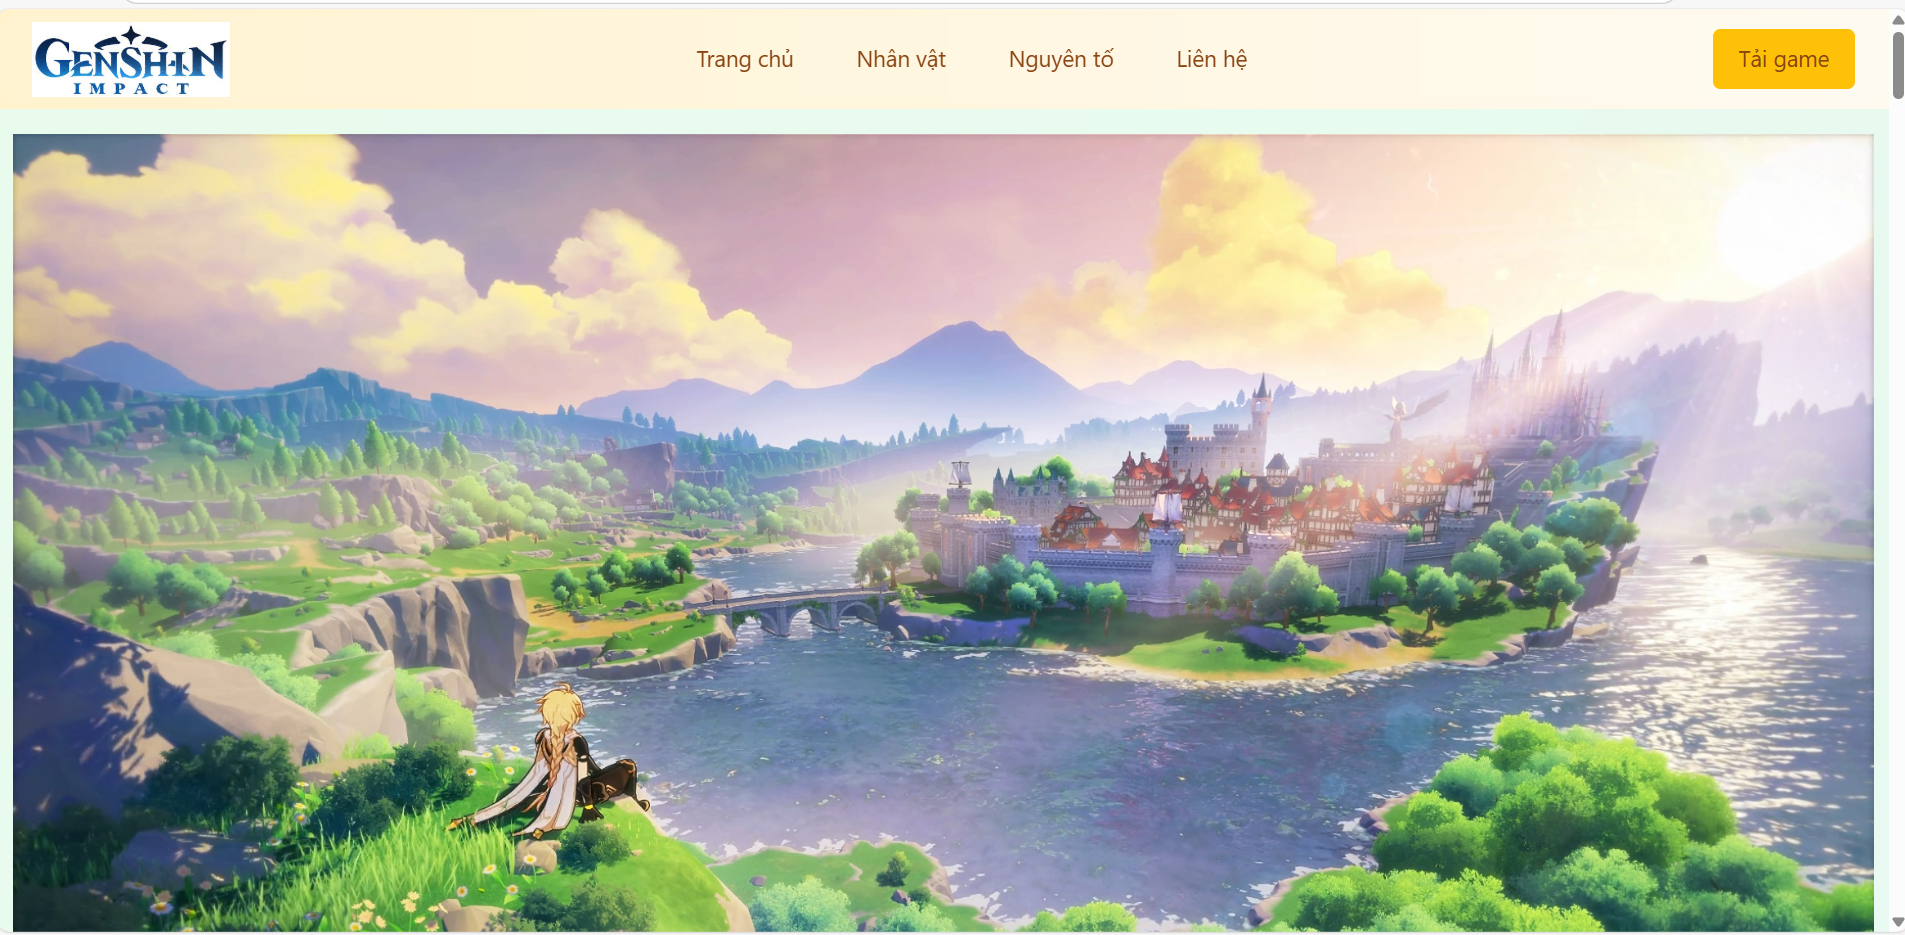 GENSHIN
IMPACT
Trang chủ
Nhân vật
Nguyên tố
Liên hệ
Tải game